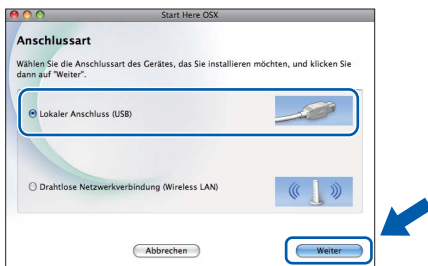 Start Here OSX
Anschlussart
Wählen Sie die Anschlussart des Gerätes, das Sie installieren möchten, und klicken Sie
dann auf "Weiter".
Lokaler Anschluss (USB)
Drahtlose Netzwerkverbindung (Wireless LAN)
Abbrechen
Weiter